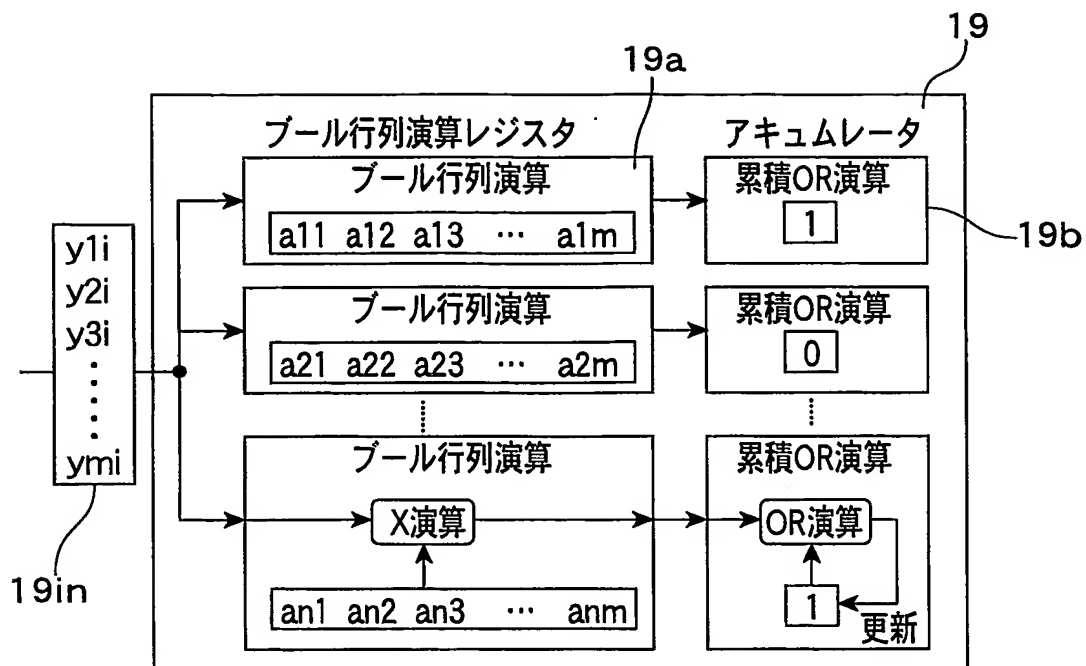 19
19a
ブール行列演算レジスタ
アキュムレータ
ブール行列演算
a11 a12 a13 … a1m
累積OR演算
1
19b
y1i
y2i
y3i
ymi
19in
ブール行列演算
a21 a22 a23 … a2m
累積OR演算
0
ブール行列演算
X演算
an1 an2 an3 … anm
累積OR演算
OR演算
1
更新